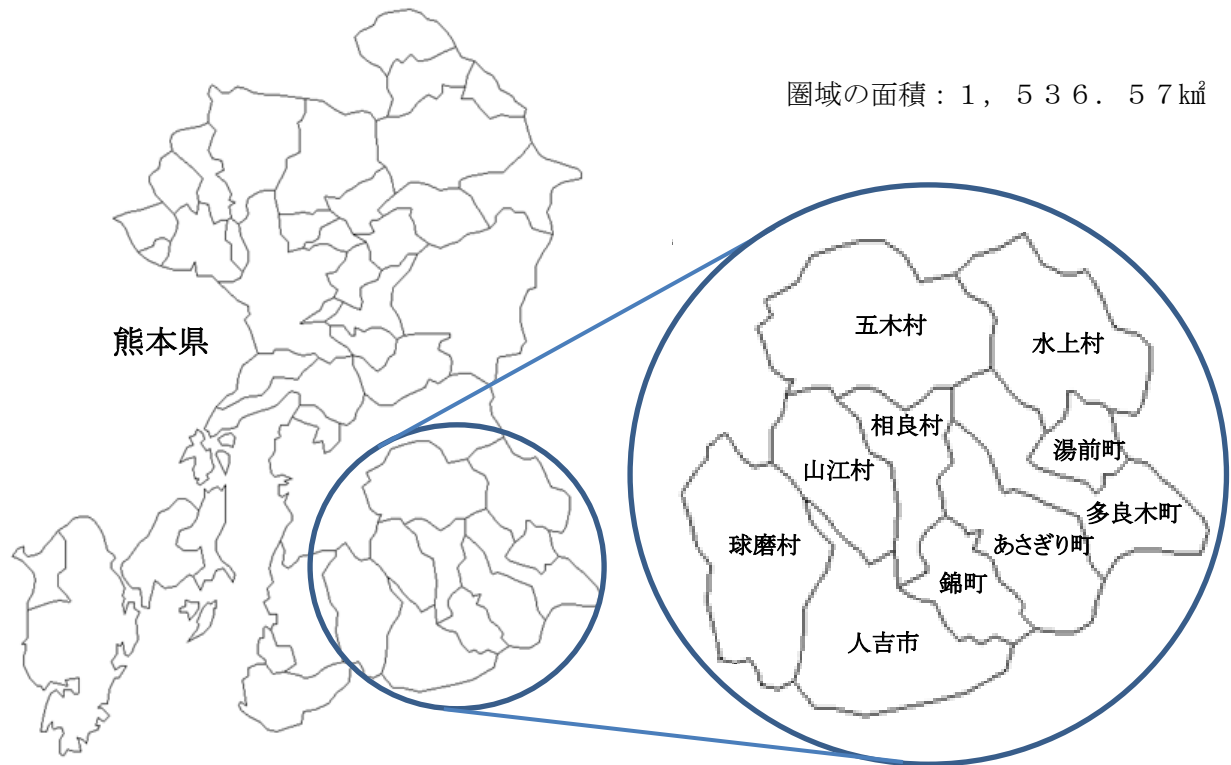 圏域の面積：１，５３６．５７㎢
熊本県
五木村
水上村
相良村
湯前町
山江村
多良木町
球磨村
あさぎり町
錦町
人吉市